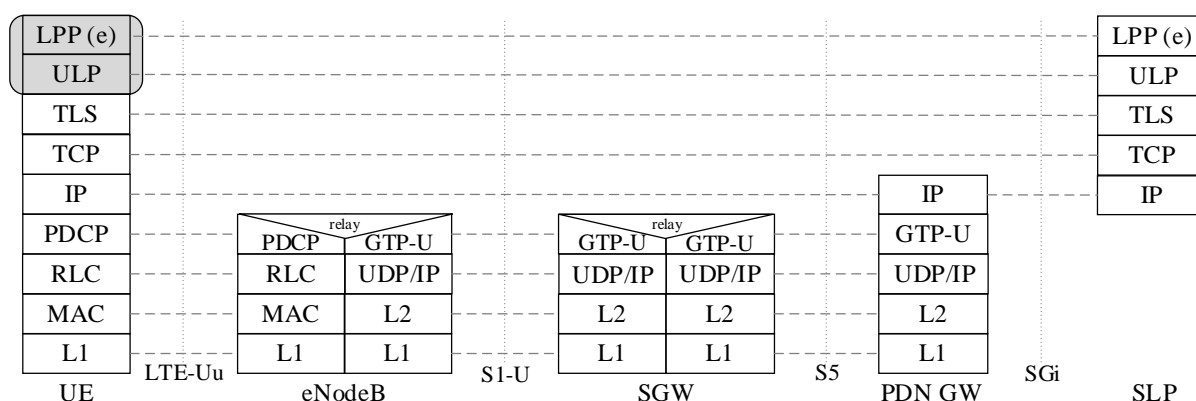 LPP (e) LPP (e)
ULP ULP
TLS TLS
TCP TCP
IP IP IP
relay relay
PDCP PDCP GTP-U GTP-U GTP-U GTP-U
RLC RLC UDP/IP UDP/IP UDP/IP UDP/IP
MAC MAC L2 L2 L2 L2
L1 L1 L1 L1 L1 L1
LTE-Uu S1-U S5 SGi
UE eNodeB SGW PDN GW SLP